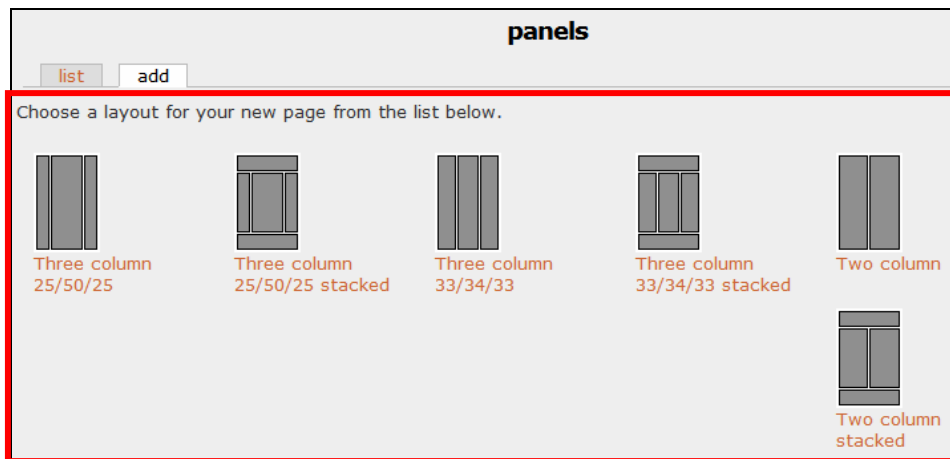 panels
list add
Choose a layout for your new page from the list below.
Three column
25/50/25
Three column
25/50/25 stacked
Three column
33/34/33
Three column
33/34/33 stacked
Two column
Two column
stacked